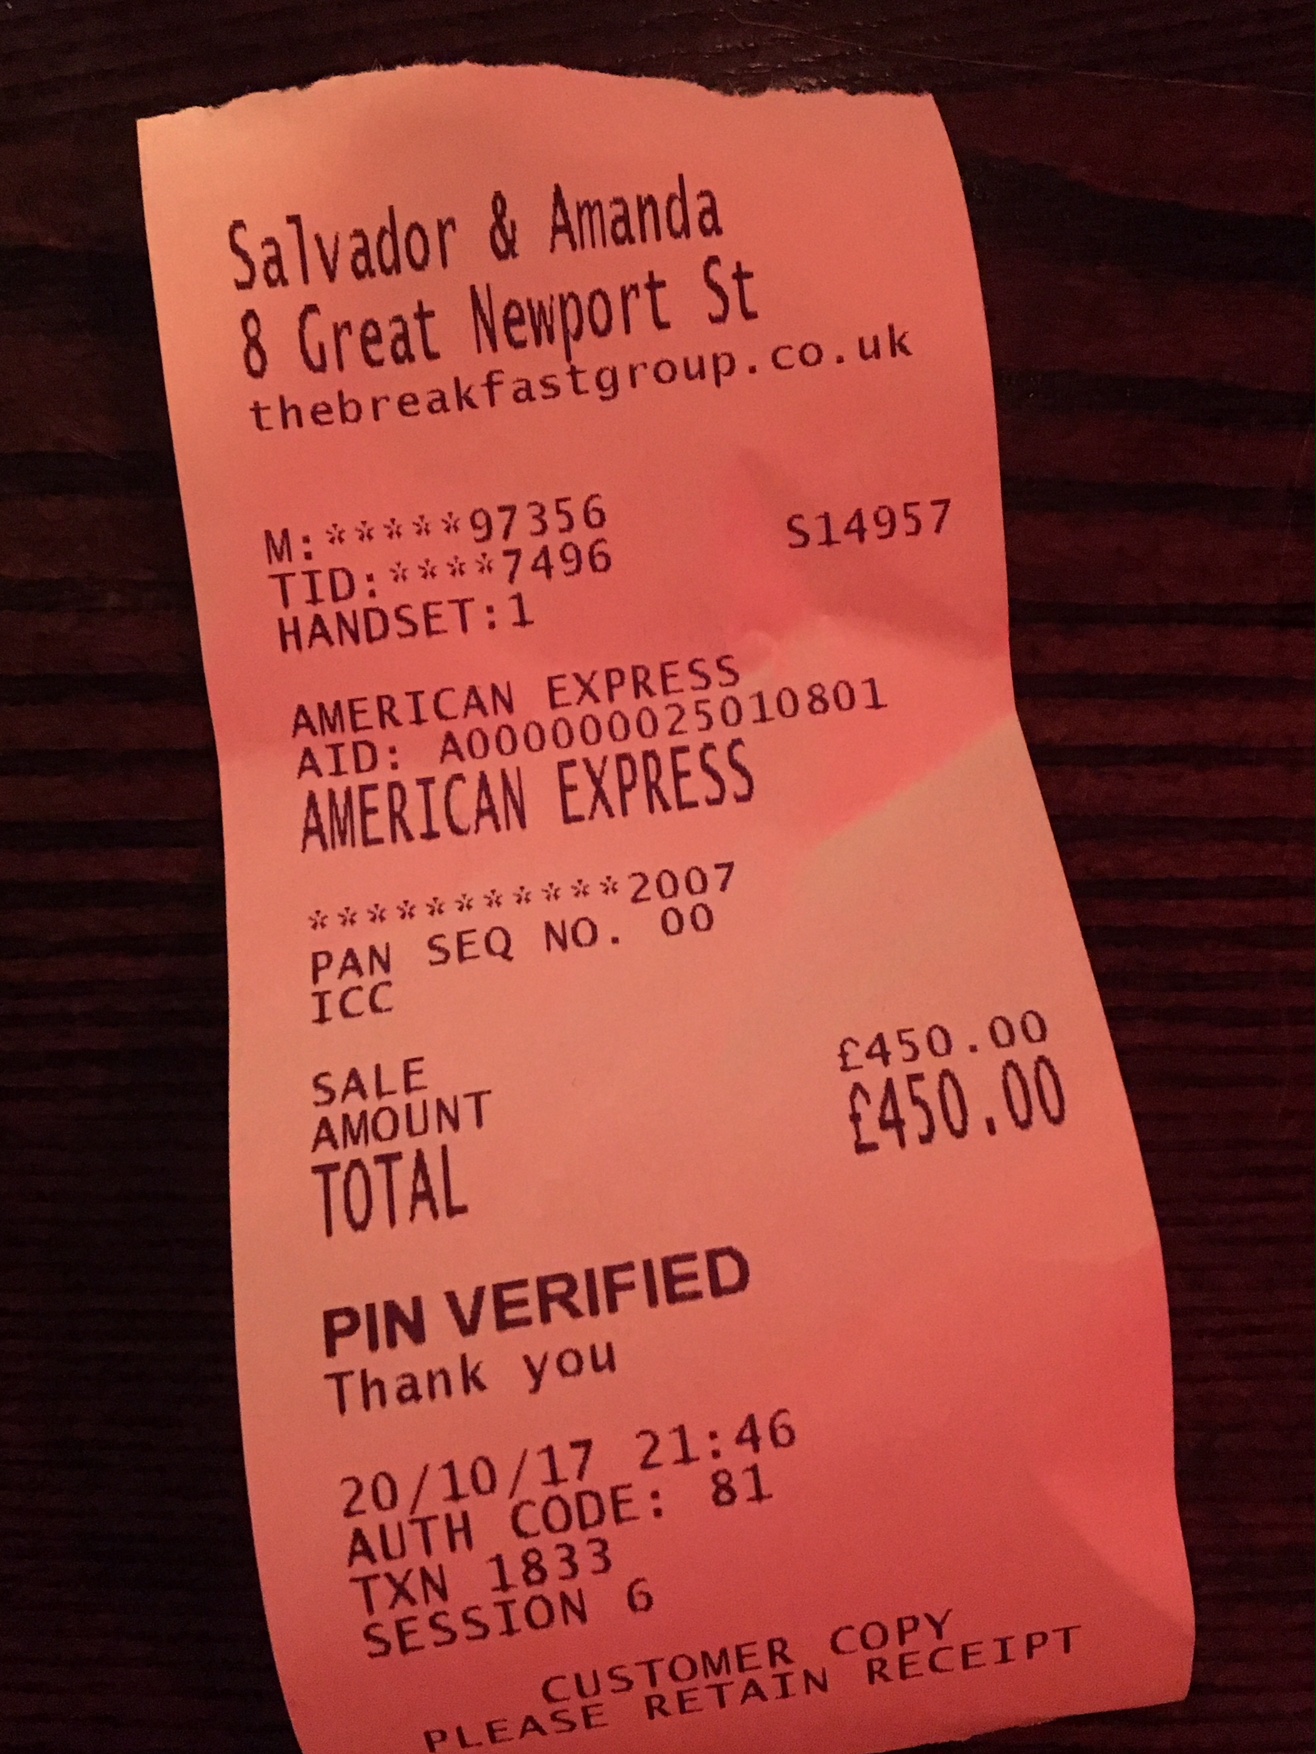 Salvador & Amanda
8 Great Newport St
thebreakfastgroup.co.uk
M:*****97356 S14957
TID:****7496
HANDSET:1
AMERICAN EXPRESS
AID: A000000025010801
AMERICAN EXPRESS
***********2007
PAN SEQ NO. 00
ICC
SALE
AMOUNT £450.00
TOTAL £450.00
PIN VERIFIED
Thank you
20/10/17 21:46
AUTH CODE: 81
TXN 1833
SESSION 6
CUSTOMER COPY
PLEASE RETAIN RECEIPT